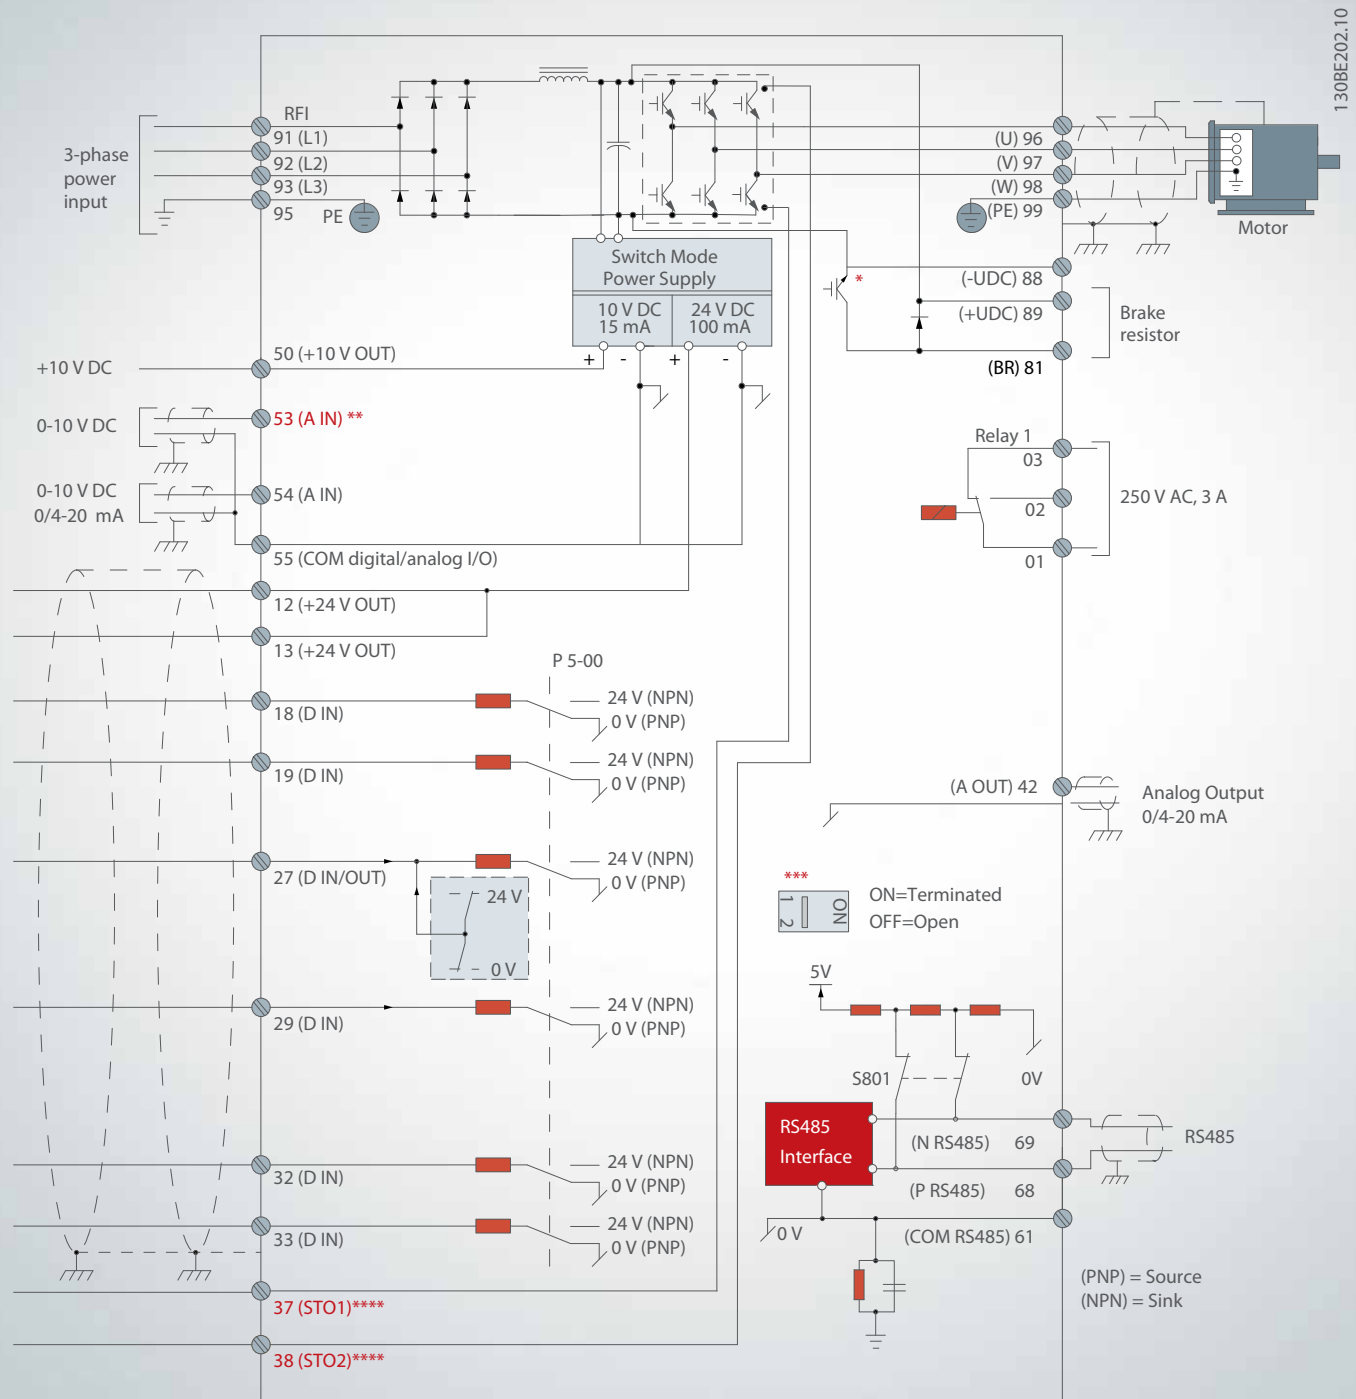 130BE202.10
3-phase
power
input
RFI
91 (L1)
92 (L2)
93 (L3)
95
PE
(U) 96
(V) 97
(W) 98
(PE) 99
Motor
Switch Mode
Power Supply
10 V DC
15 mA
24 V DC
100 mA
+ - + -
*
(-UDC) 88
(+UDC) 89
(BR) 81
Brake
resistor
+10 V DC
50 (+10 V OUT)
0-10 V DC
53 (A IN) **
0-10 V DC
0/4-20 mA
54 (A IN)
55 (COM digital/analog I/O)
12 (+24 V OUT)
13 (+24 V OUT)
Relay 1
03
02
01
250 V AC, 3 A
P 5-00
18 (D IN)
24 V (NPN)
0 V (PNP)
19 (D IN)
24 V (NPN)
0 V (PNP)
27 (D IN/OUT)
24 V (NPN)
0 V (PNP)
24 V
0 V
29 (D IN)
24 V (NPN)
0 V (PNP)
32 (D IN)
24 V (NPN)
0 V (PNP)
33 (D IN)
24 V (NPN)
0 V (PNP)
37 (STO1)****
38 (STO2)****
(A OUT) 42
Analog Output
0/4-20 mA
***
1 2
ON
ON=Terminated
OFF=Open
5V
S801
0V
RS485
Interface
(N RS485) 69
(P RS485) 68
RS485
0 V
(COM RS485) 61
(PNP) = Source
(NPN) = Sink